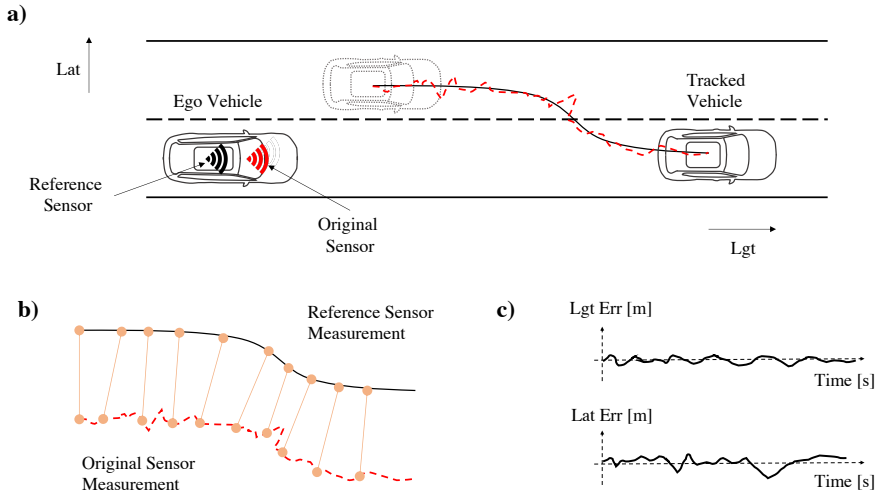 a)
Lat
Ego Vehicle
Tracked
Vehicle
Reference
Sensor
Original
Sensor
Lgt
b)
Reference Sensor
Measurement
Original Sensor
Measurement
c)
Lgt Err [m]
Time [s]
Lat Err [m]
Time [s]